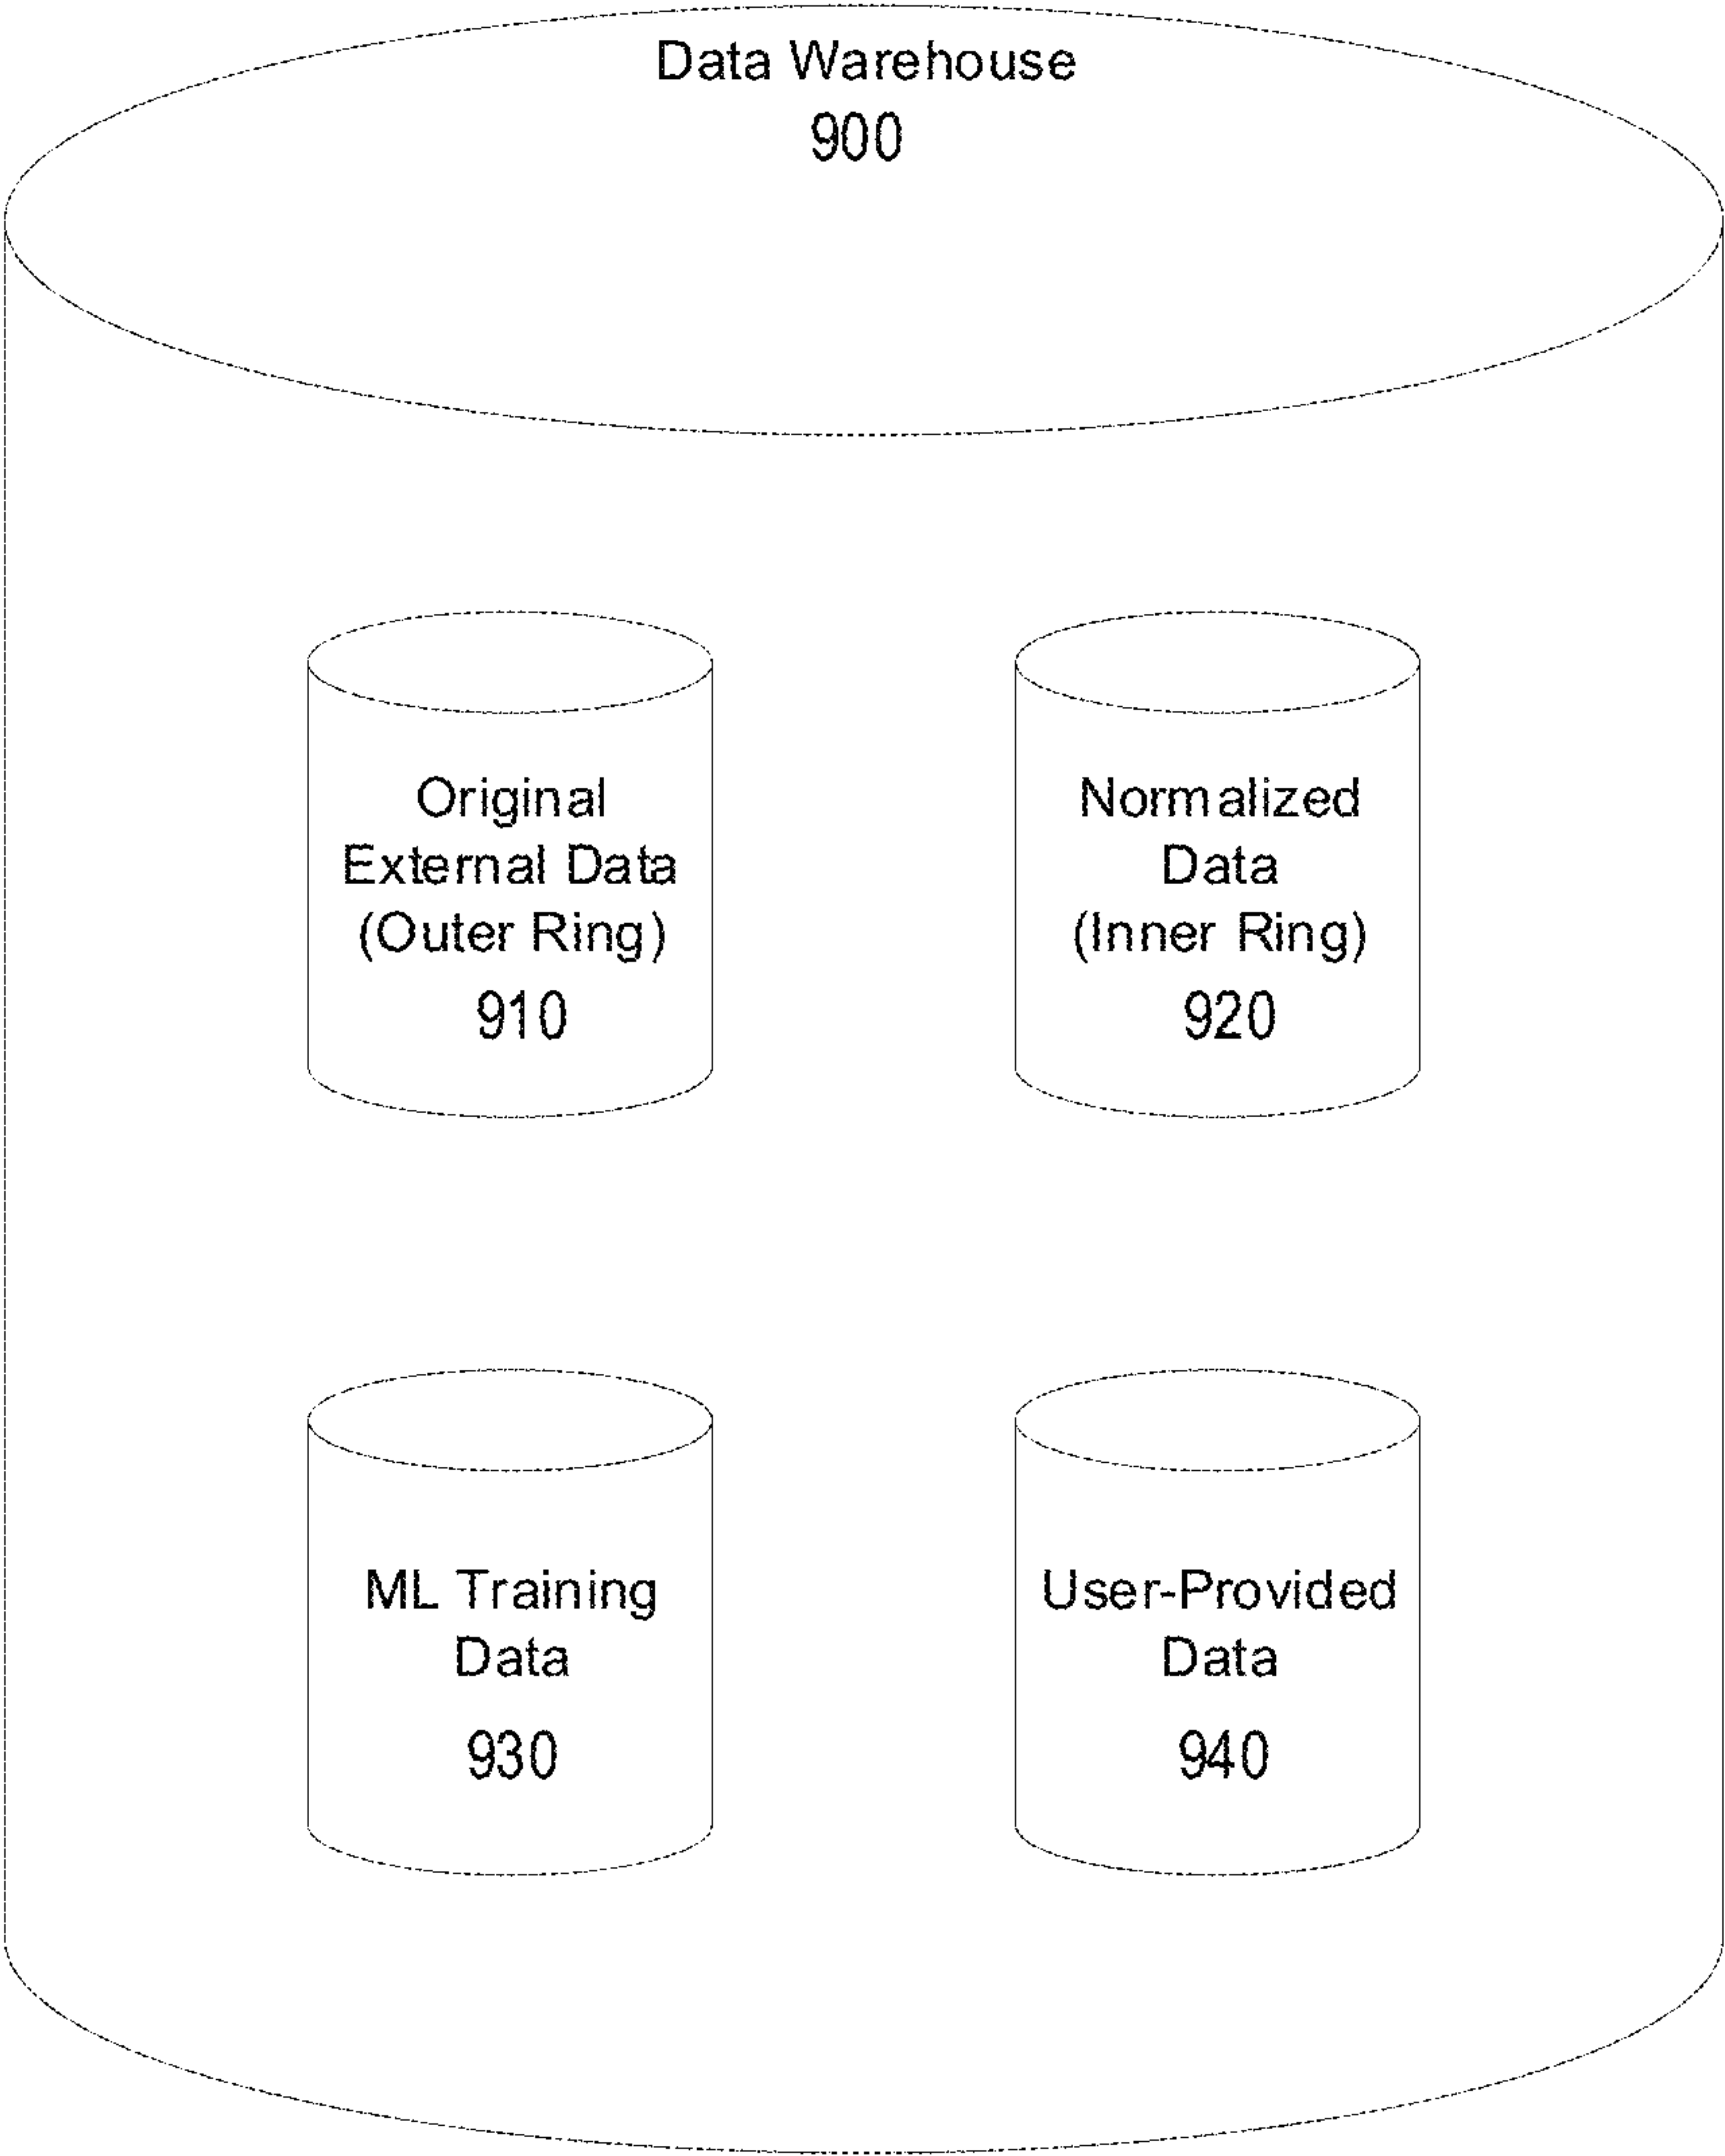 Data Warehouse
900
Original
External Data
(Outer Ring)
910
Normalized
Data
(Inner Ring)
920
ML Training
Data
930
User-Provided
Data
940